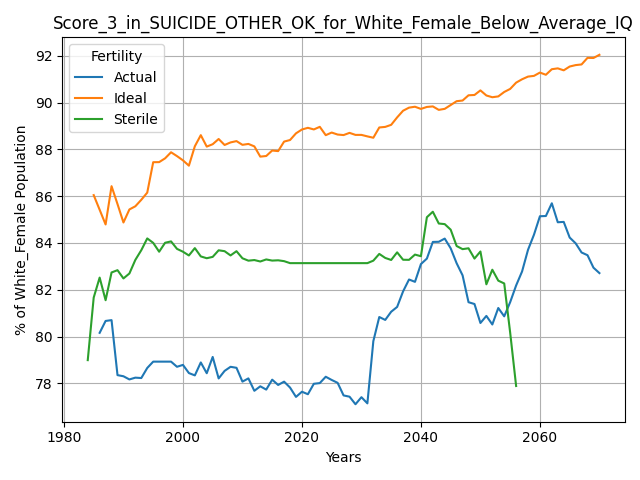 Score_3_in_SUICIDE_OTHER_OK_for_White_Female_Below_Average_IQ
Fertility
Actual
Ideal
Sterile
% of White_Female Population
92
90
88
86
84
82
80
78
1980
2000
2020
2040
2060
Years